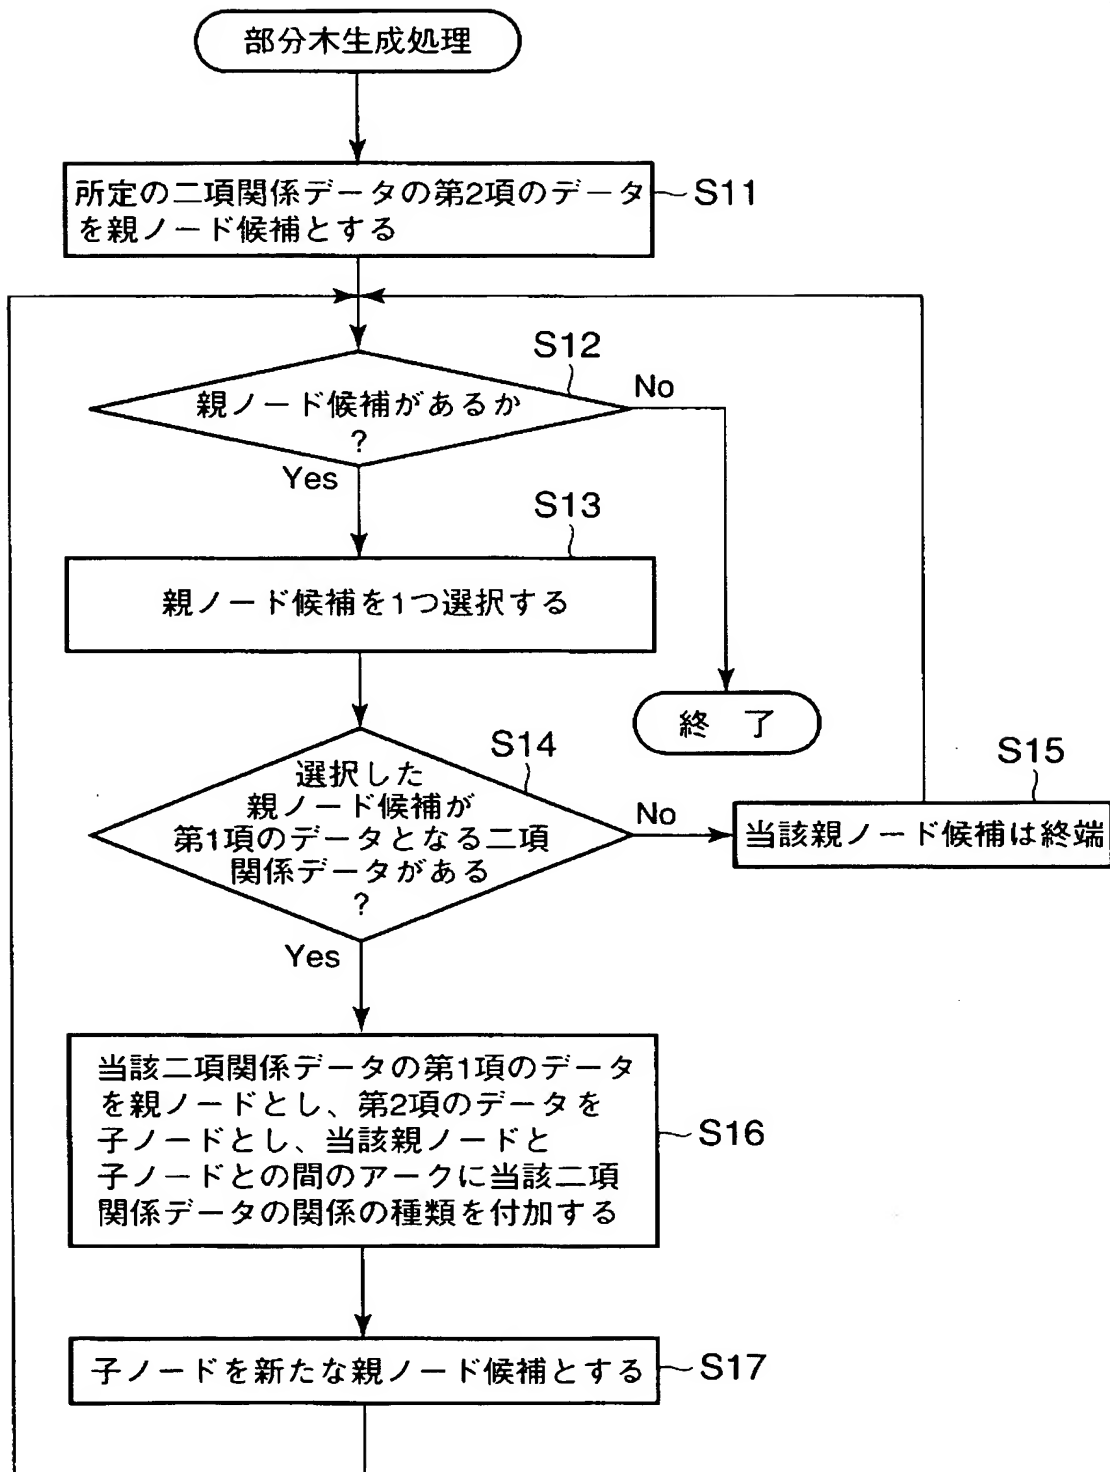 部分木生成処理
所定の二項関係データの第2項のデータ
を親ノード候補とする
S11
S12
親ノード候補があるか
?
No
Yes
S13
親ノード候補を1つ選択する
終 了
S14
選択した
親ノード候補が
第1項のデータとなる二項
関係データがある
?
No
S15
当該親ノード候補は終端
Yes
当該二項関係データの第1項のデータ
を親ノードとし、第2項のデータを
子ノードとし、当該親ノードと
子ノードとの間のアークに当該二項
関係データの関係の種類を付加する
S16
子ノードを新たな親ノード候補とする
S17